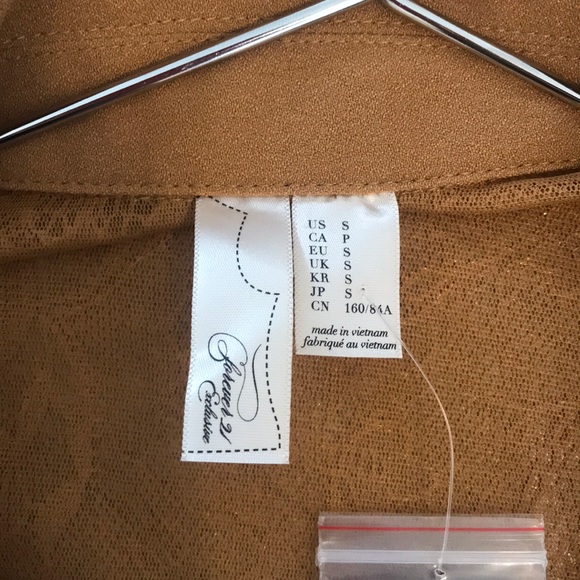 Forever 21
Exclusive
US S
CA P
EU S
UK S
KR S
JP S
CN 160/84A
made in vietnam
fabriqué au vietnam